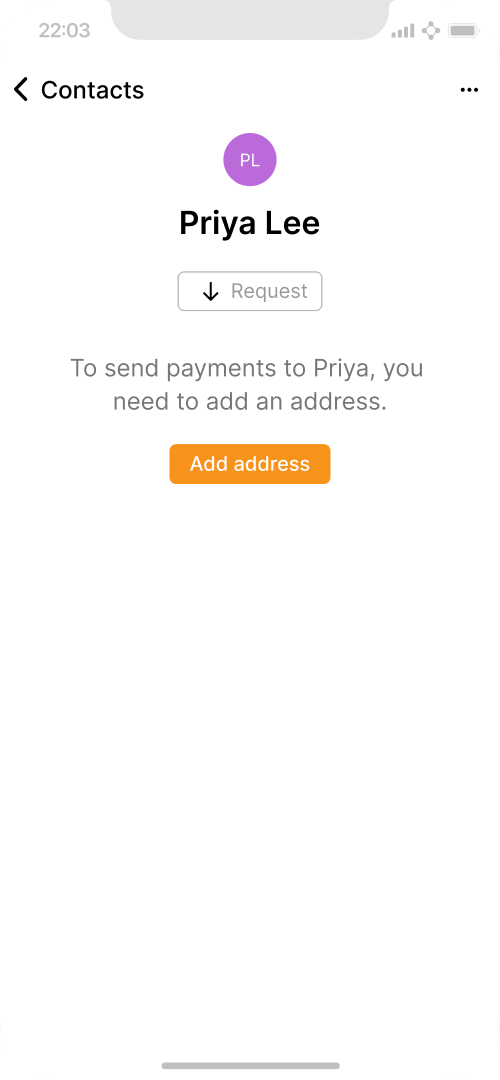 22:03
Contacts
PL
Priya Lee
Request
To send payments to Priya, you
need to add an address.
Add address